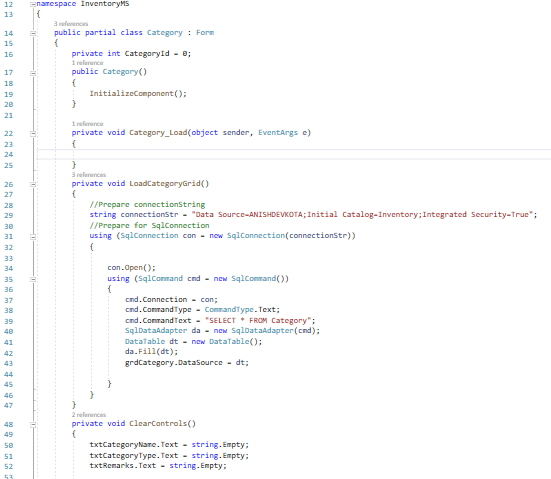 12 namespace InventoryMS
13 {
3 references
14 public partial class Category : Form
15 {
16 private int CategoryId = 0;
1 reference
17 public Category()
18 {
19 InitializeComponent();
20 }
21
1 reference
22 private void Category_Load(object sender, EventArgs e)
23 {
24
25 }
3 references
26 private void LoadCategoryGrid()
27 {
28 //Prepare connectionString
29 string connectionStr = "Data Source=ANISHDEVKOTA;Initial Catalog=Inventory;Integrated Security=True";
30 //Prepare for SqlConnection
31 using (SqlConnection con = new SqlConnection(connectionStr))
32 {
33
34 con.Open();
35 using (SqlCommand cmd = new SqlCommand())
36 {
37 cmd.Connection = con;
38 cmd.CommandType = CommandType.Text;
39 cmd.CommandText = "SELECT * FROM Category";
40 SqlDataAdapter da = new SqlDataAdapter(cmd);
41 DataTable dt = new DataTable();
42 da.Fill(dt);
43 grdCategory.DataSource = dt;
44
45 }
46 }
47 }
2 references
48 private void ClearControls()
49 {
50 txtCategoryName.Text = string.Empty;
51 txtCategoryType.Text = string.Empty;
52 txtRemarks.Text = string.Empty;
53